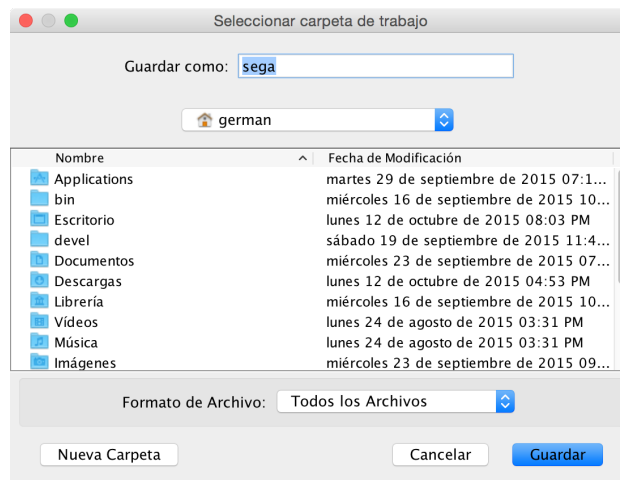 Seleccionar carpeta de trabajo
Guardar como: sega
german
Nombre Fecha de Modificación
Applications martes 29 de septiembre de 2015 07:1...
bin miércoles 16 de septiembre de 2015 10...
Escritorio lunes 12 de octubre de 2015 08:03 PM
devel sábado 19 de septiembre de 2015 11:4...
Documentos miércoles 23 de septiembre de 2015 07...
Descargas lunes 12 de octubre de 2015 04:53 PM
Librería miércoles 16 de septiembre de 2015 10...
Vídeos lunes 24 de agosto de 2015 03:31 PM
Música lunes 24 de agosto de 2015 03:31 PM
Imágenes miércoles 23 de septiembre de 2015 09...
Formato de Archivo: Todos los Archivos
Nueva Carpeta Cancelar Guardar